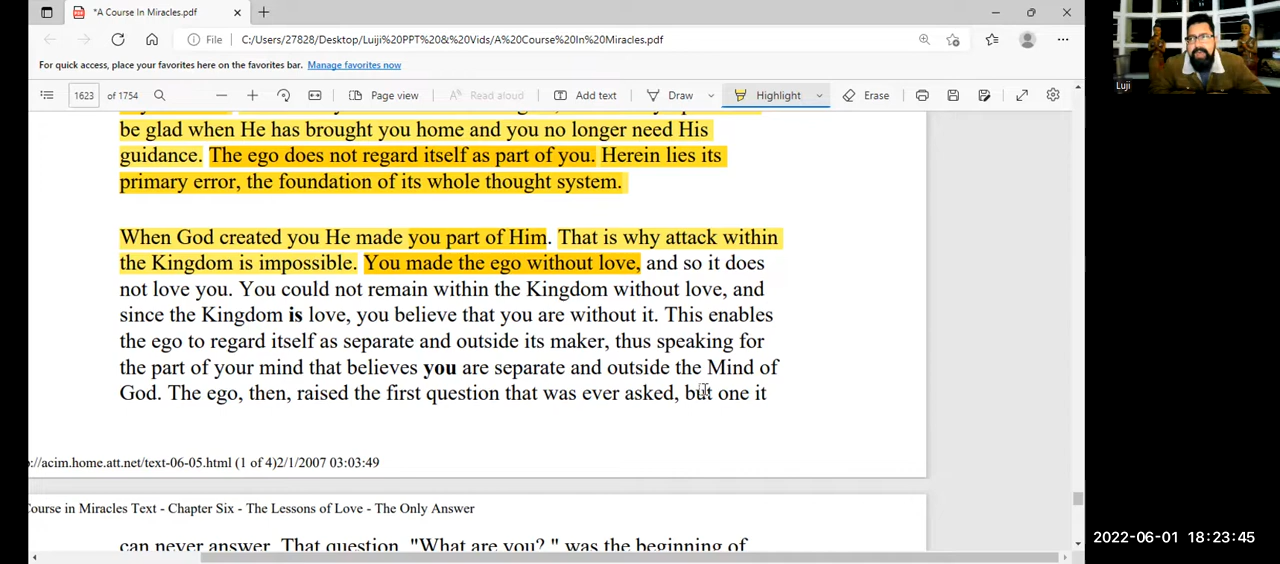 *A Course In Miracles.pdf
File C:/Users/27828/Desktop/Luiji%20PPT%20&%20Vids/A%20Course%20In%20Miracles.pdf
For quick access, place your favorites here on the favorites bar. Manage favorites now
1623 of 1754 Page view Read aloud Add text Draw Highlight Erase
be glad when He has brought you home and you no longer need His
guidance. The ego does not regard itself as part of you. Herein lies its
primary error, the foundation of its whole thought system.
When God created you He made you part of Him. That is why attack within
the Kingdom is impossible. You made the ego without love, and so it does
not love you. You could not remain within the Kingdom without love, and
since the Kingdom is love, you believe that you are without it. This enables
the ego to regard itself as separate and outside its maker, thus speaking for
the part of your mind that believes you are separate and outside the Mind of
God. The ego, then, raised the first question that was ever asked, but one it
://acim.home.att.net/text-06-05.html (1 of 4)2/1/2007 03:03:49
Course in Miracles Text - Chapter Six - The Lessons of Love - The Only Answer
can never answer. That question, "What are you? " was the beginning of
Luji
2022-06-01 18:23:45